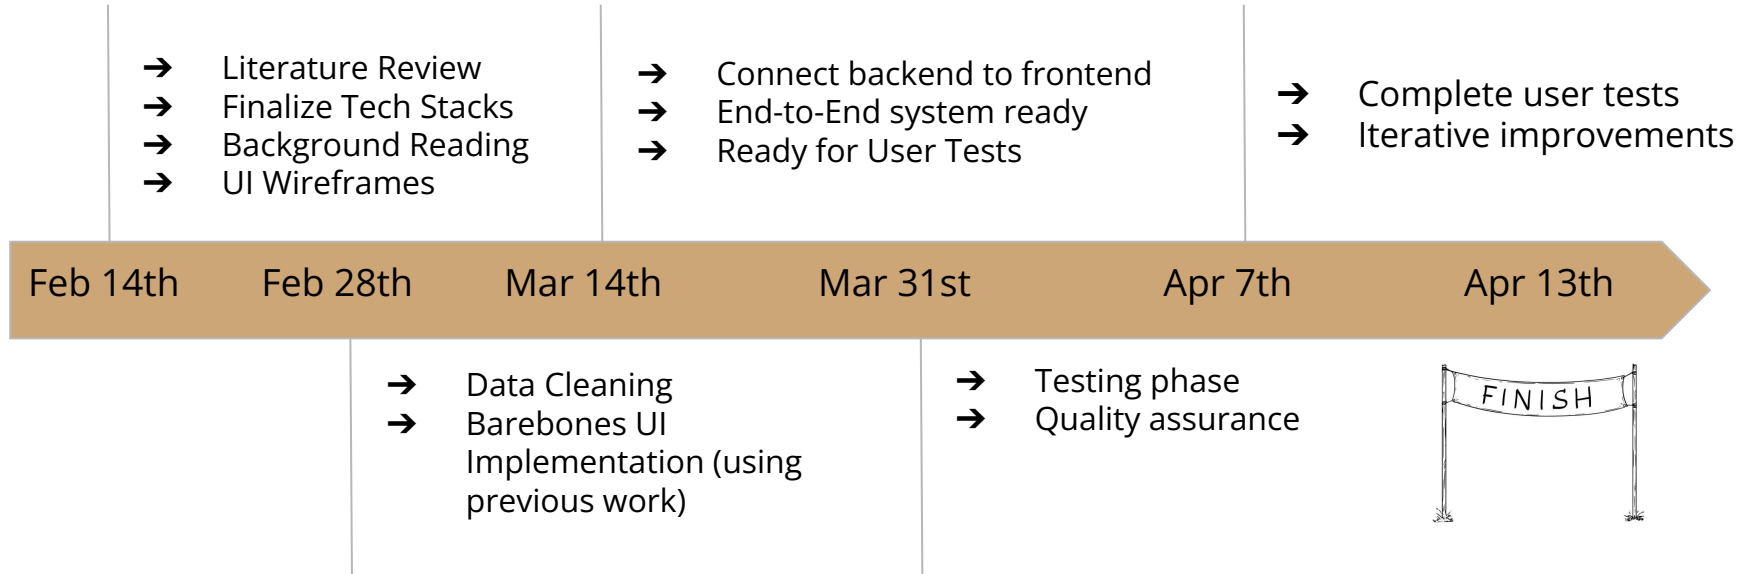 ➔ Literature Review
➔ Finalize Tech Stacks
➔ Background Reading
➔ UI Wireframes
➔ Connect backend to frontend
➔ End-to-End system ready
➔ Ready for User Tests
➔ Complete user tests
➔ Iterative improvements
Feb 14th
Feb 28th
Mar 14th
Mar 31st
Apr 7th
Apr 13th
➔ Data Cleaning
➔ Barebones UI
Implementation (using
previous work)
➔ Testing phase
➔ Quality assurance
FINISH